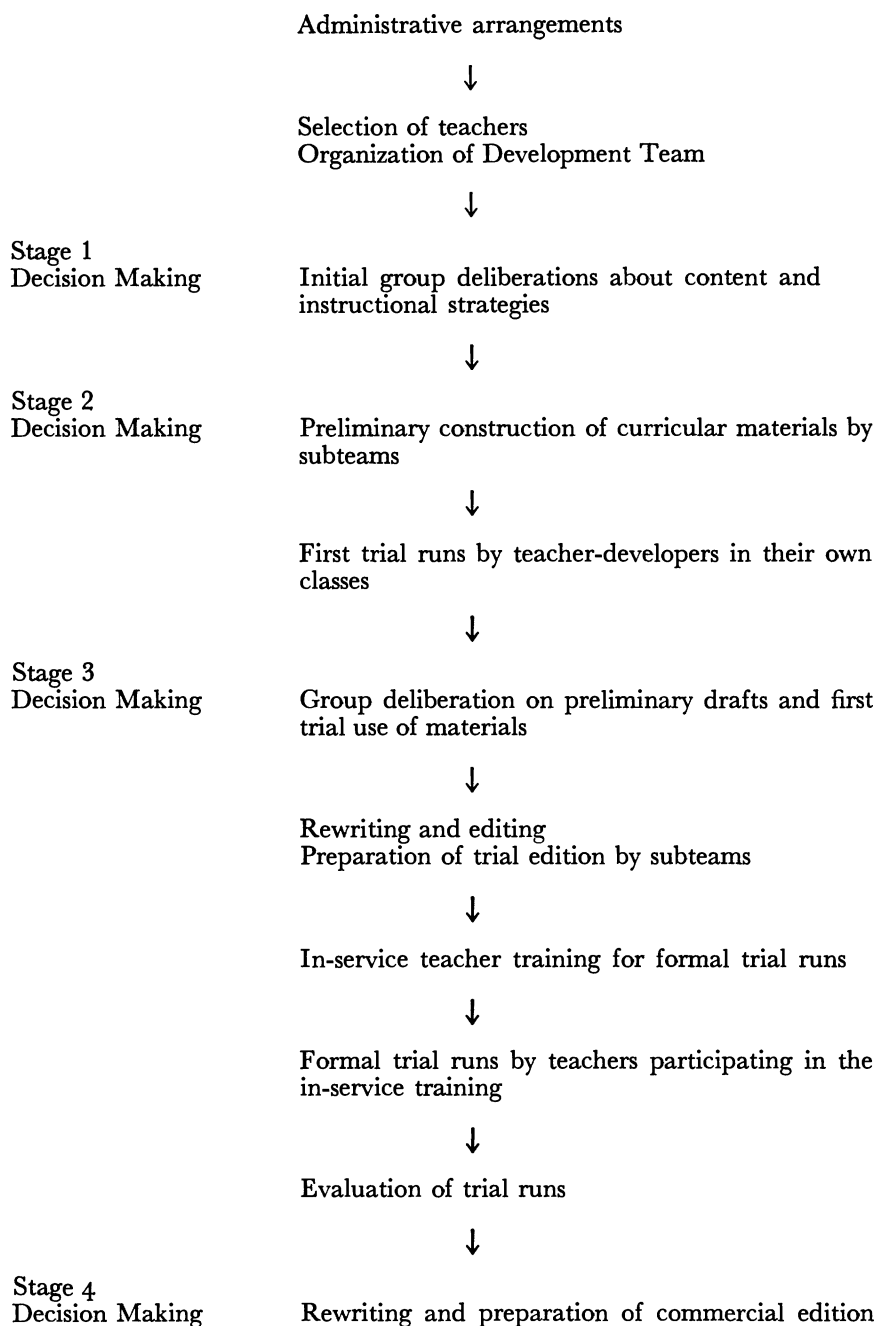 Administrative arrangements
↓
Selection of teachers
Organization of Development Team
↓
Stage 1
Decision Making Initial group deliberations about content and
instructional strategies
↓
Stage 2
Decision Making Preliminary construction of curricular materials by
subteams
↓
First trial runs by teacher-developers in their own
classes
↓
Stage 3
Decision Making Group deliberation on preliminary drafts and first
trial use of materials
↓
Rewriting and editing
Preparation of trial edition by subteams
↓
In-service teacher training for formal trial runs
↓
Formal trial runs by teachers participating in the
in-service training
↓
Evaluation of trial runs
↓
Stage 4
Decision Making Rewriting and preparation of commercial edition